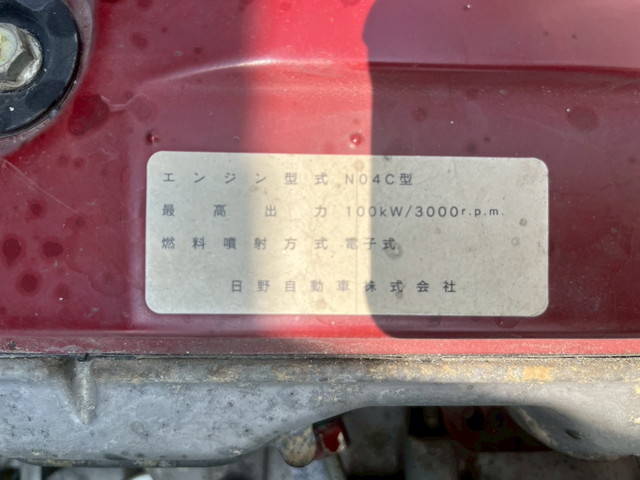 エンジン型式 N04C型
最高出力 100kW/3000r.p.m.
燃料噴射方式 電子式
日野自動車株式会社